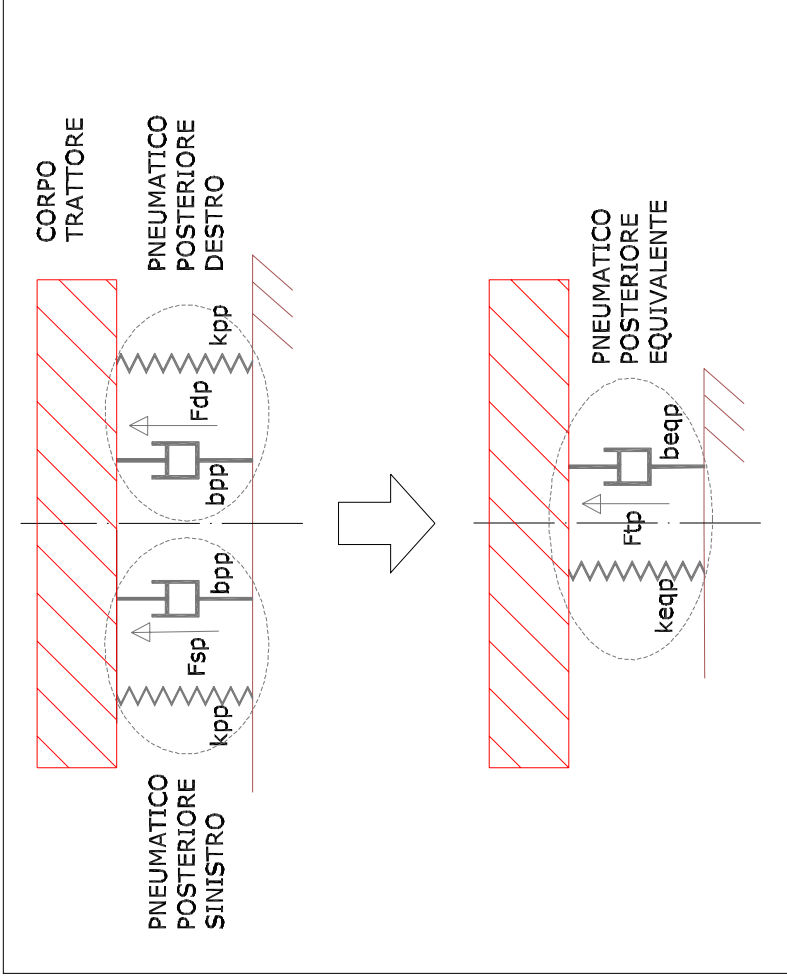 CORPO
TRATTORE
PNEUMATICO
POSTERIORE
DESTRO
kpp
Fdp
bpp
bpp
Fsp
kpp
PNEUMATICO
POSTERIORE
SINISTRO
PNEUMATICO
POSTERIORE
EQUIVALENTE
beqp
Ftp
keqp